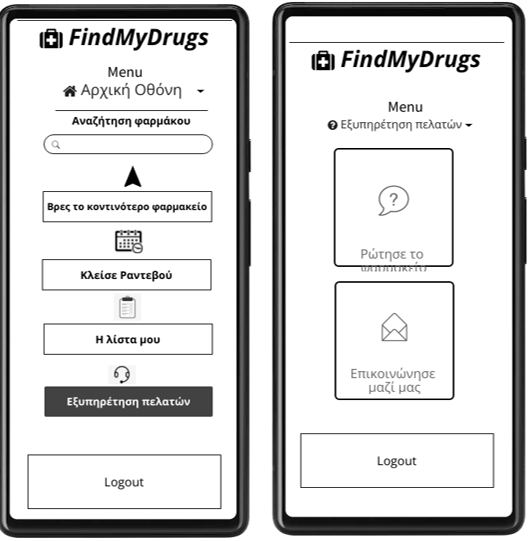 FindMyDrugs
Menu
Αρχική Οθόνη
Αναζήτηση φαρμάκου
Βρες το κοντινότερο φαρμακείο
Κλείσε Ραντεβού
Η λίστα μου
Εξυπηρέτηση πελατών
Logout
FindMyDrugs
Menu
Εξυπηρέτηση πελατών
?
Ρώτησε το
Επικοινώνησε
μαζί μας
Logout